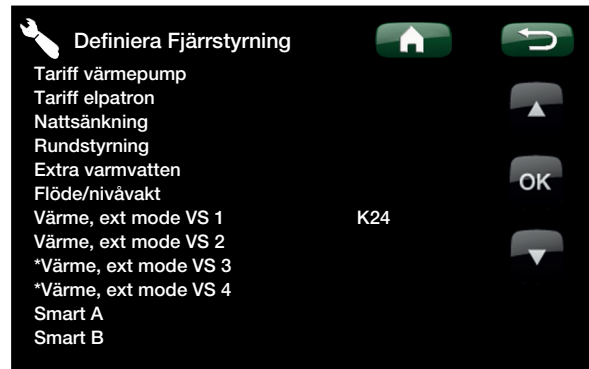 Definiera Fjärrstyrning
Tariff värmepump
Tariff elpatron
Nattsänkning
Rundstyrning
Extra varmvatten
Flöde/nivåvakt
OK
Värme, ext mode VS 1 K24
Värme, ext mode VS 2
*Värme, ext mode VS 3
*Värme, ext mode VS 4
Smart A
Smart B